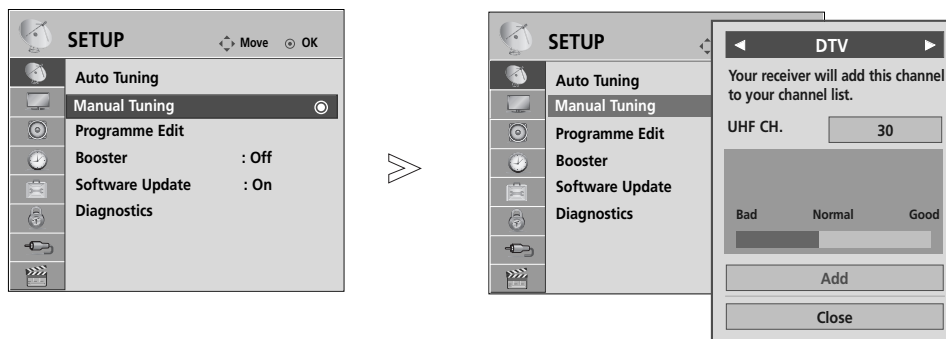 SETUP Move OK
Auto Tuning
Manual Tuning
Programme Edit
Booster : Off
Software Update : On
Diagnostics
SETUP
Auto Tuning
Manual Tuning
Programme Edit
Booster
Software Update
Diagnostics
◄ DTV ►
Your receiver will add this channel
to your channel list.
UHF CH. 30
Bad Normal Good
Add
Close